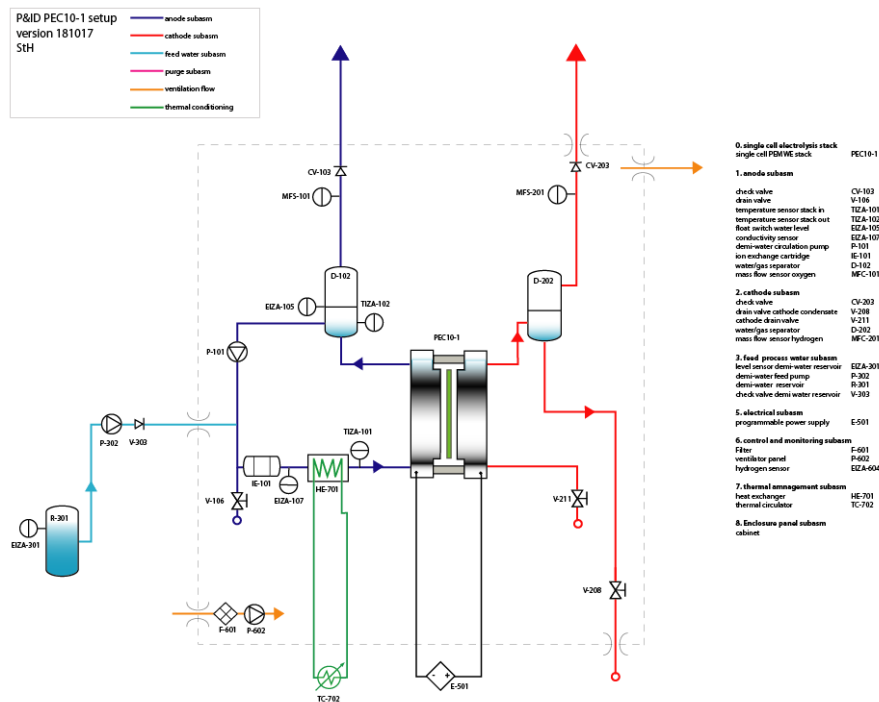 P&ID PEC10-1 setup
version 181017
StH
anode subasm
cathode subasm
feed water subasm
purge subasm
ventilation flow
thermal conditioning
CV-103
MFS-101
CV-203
MFS-201
D-102
EIZA-105
TIZA-102
D-202
P-101
PEC10-1
P-302
V-303
TIZA-101
IE-101
HE-701
EIZA-107
V-106
V-211
R-301
EIZA-301
V-208
F-601
P-602
TC-702
E-501
0. single cell electrolysis stack
single cell PEMWE stack PEC10-1
1. anode subasm
check valve CV-103
drain valve V-106
temperature sensor stack in TIZA-101
temperature sensor stack out TIZA-102
float switch water level EIZA-105
conductivity sensor EIZA-107
demi-water circulation pump P-101
ion exchange cartridge IE-101
water/gas separator D-102
mass flow sensor oxygen MFC-101
2. cathode subasm
check valve CV-203
drain valve cathode condensate V-208
cathode drain valve V-211
water/gas separator D-202
mass flow sensor hydrogen MFC-201
3. feed process water subasm
level sensor demi-water reservoir EIZA-301
demi-water feed pump P-302
demi-water reservoir R-301
check valve demi water reservoir V-303
5. electrical subasm
programmable power supply E-501
6. control and monitoring subasm
Filter F-601
ventilator panel P-602
hydrogen sensor EIZA-604
7. thermal amnagement subasm
heat exchanger HE-701
thermal circulator TC-702
8. Enclosure panel subasm
cabinet